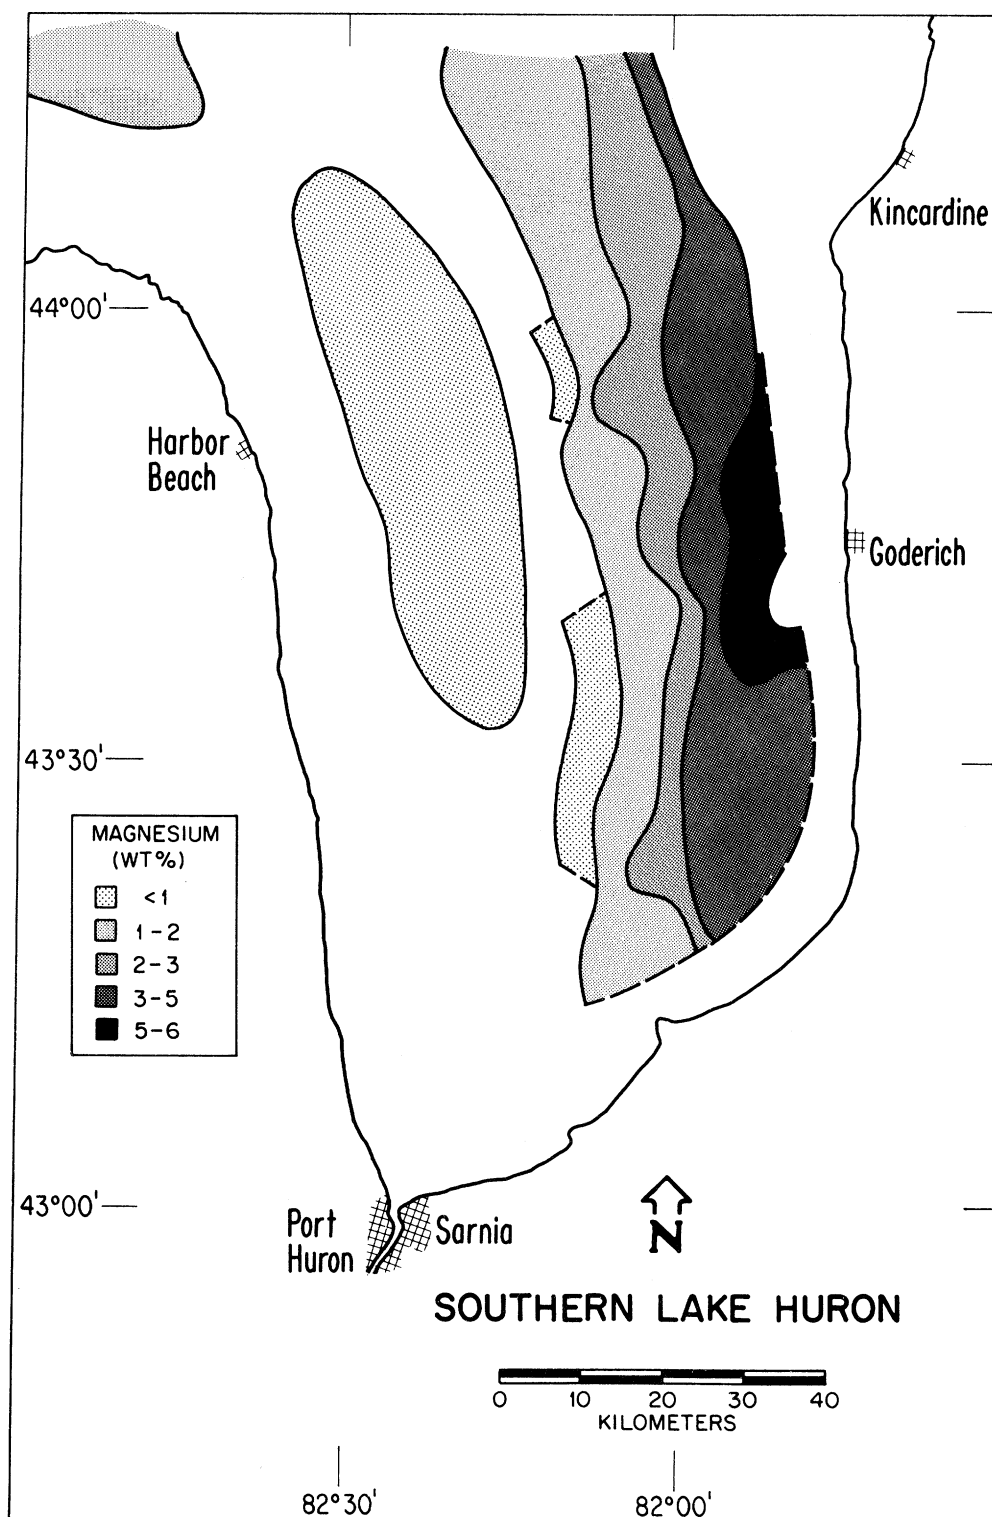 Kincardine
44°00'
Harbor
Beach
Goderich
43°30'
MAGNESIUM
(WT%)
<1
1-2
2-3
3-5
5-6
43°00'
Port
Huron
Sarnia
N
SOUTHERN LAKE HURON
0 10 20 30 40
KILOMETERS
82°30' 82°00'